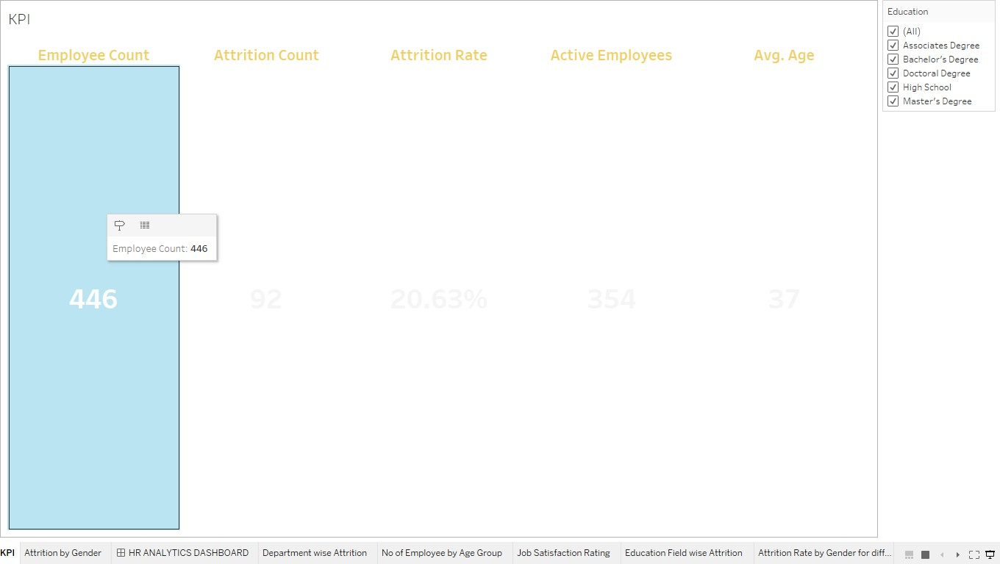 KPI
Employee Count
Attrition Count
Attrition Rate
Active Employees
Avg. Age
Employee Count: 446
446
92
20.63%
354
37
Education
(All)
Associates Degree
Bachelor's Degree
Doctoral Degree
High School
Master's Degree
KPI
Attrition by Gender
HR ANALYTICS DASHBOARD
Department wise Attrition
No of Employee by Age Group
Job Satisfaction Rating
Education Field wise Attrition
Attrition Rate by Gender for diff...